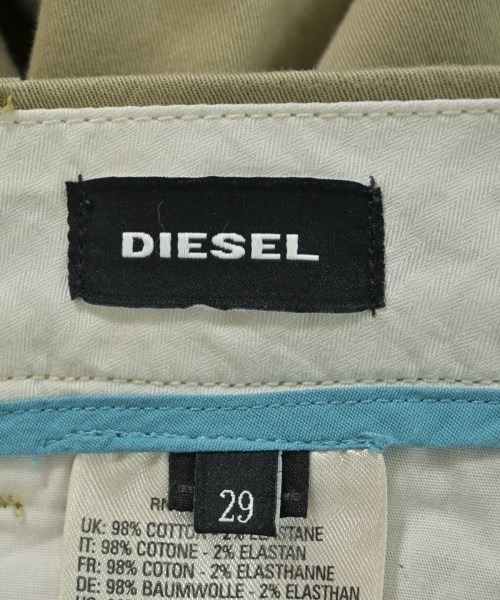 DIESEL
29
RN
UK: 98% COTTON - 2% ELASTANE
IT: 98% COTONE - 2% ELASTAN
FR: 98% COTON - 2% ELASTHANNE
DE: 98% BAUMWOLLE - 2% ELASTHAN